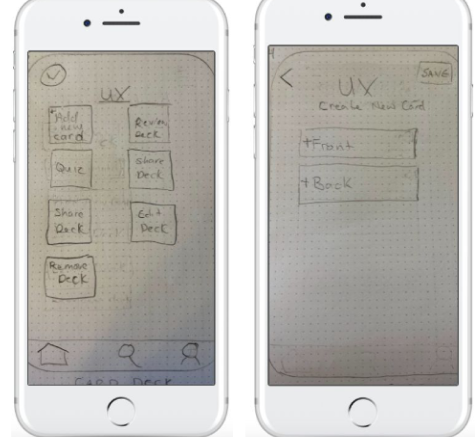 UX
+Add
new
card
Review
Deck
Quiz
Share
Deck
Share
Deck
Edit
Deck
Remove
Deck
CARD DECK
SAVE
UX
Create New Card
+Front
+Back